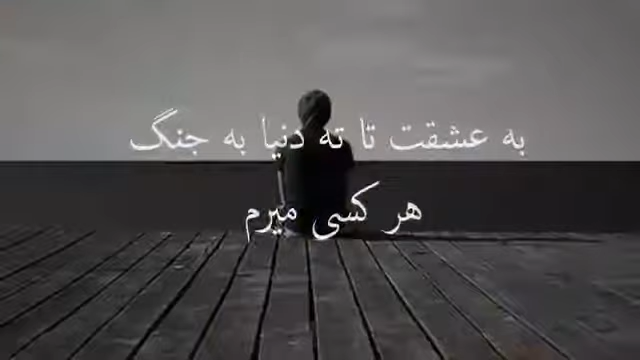 به عشقت تا ته دنیا به جنگ
هر کسی میرم